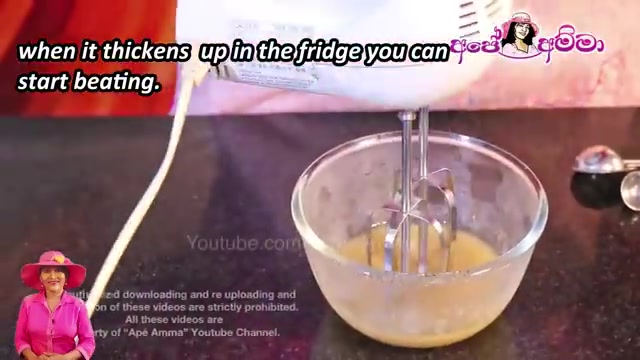 when it thickens up in the fridge you can
start beating.
අපේ අම්මා
Youtube.com
downloading and re uploading and
of these videos are strictly prohibited.
All these videos are
of "Apé Amma" Youtube Channel.